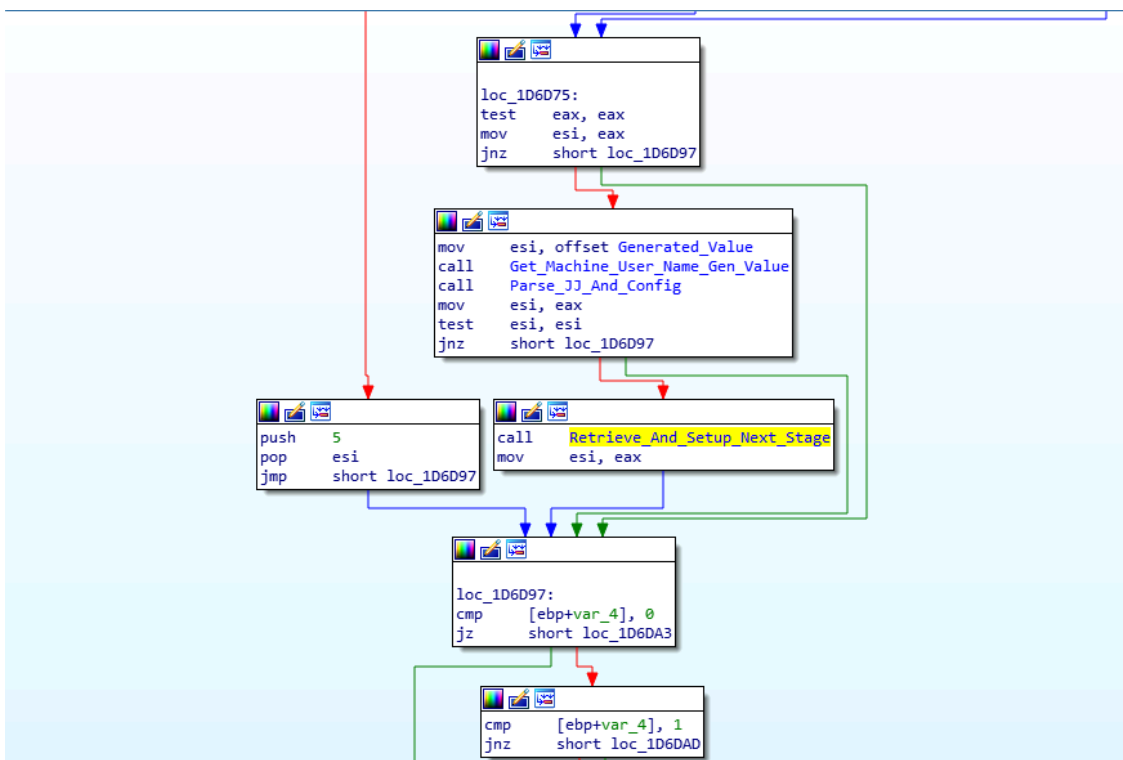 loc_1D6D75:
test eax, eax
mov esi, eax
jnz short loc_1D6D97
mov esi, offset Generated_Value
call Get_Machine_User_Name_Gen_Value
call Parse_JJ_And_Config
mov esi, eax
test esi, esi
jnz short loc_1D6D97
push 5
pop esi
jmp short loc_1D6D97
call Retrieve_And_Setup_Next_Stage
mov esi, eax
loc_1D6D97:
cmp [ebp+var_4], 0
jz short loc_1D6DA3
cmp [ebp+var_4], 1
jnz short loc_1D6DAD